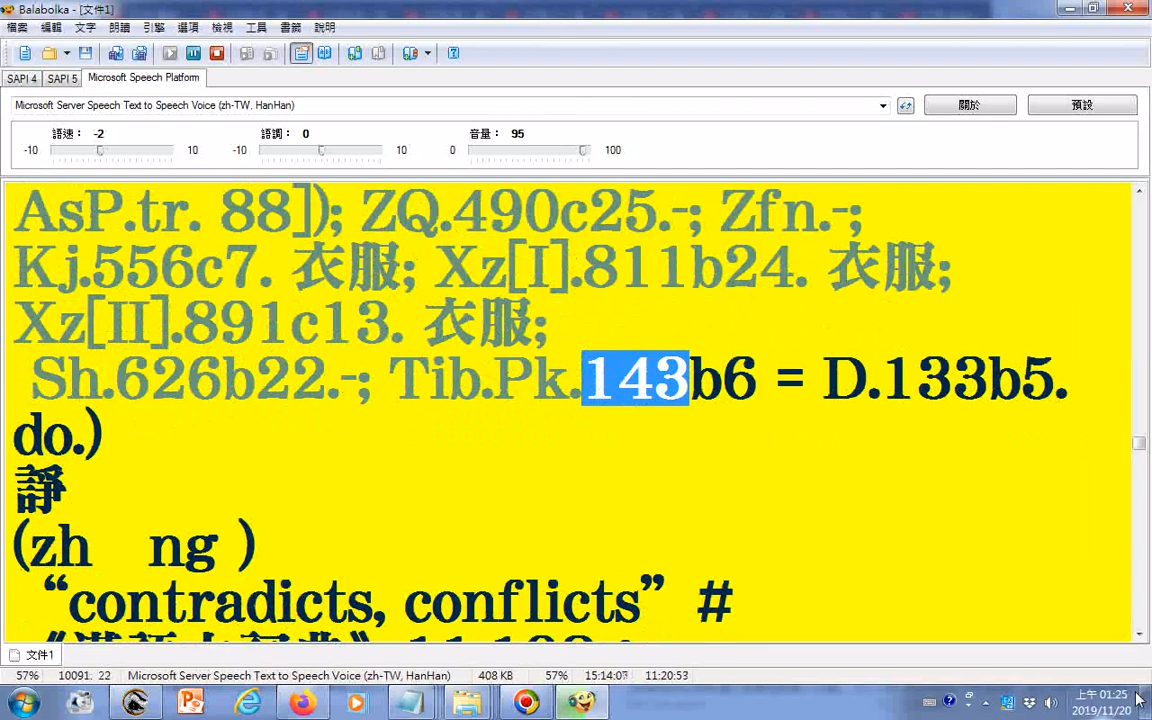 Balabolka - [文件1]
檔案 編輯 文字 朗讀 引擎 選項 檢視 工具 書籤 說明
SAPI 4 SAPI 5 Microsoft Speech Platform
Microsoft Server Speech Text to Speech Voice (zh-TW, HanHan) 關於 預設
語速： -2 語調： 0 音量： 95
-10 10 -10 10 0 100
AsP.tr. 88]); ZQ.490c25.-; Zfn.-;
Kj.556c7. 衣服; Xz[I].811b24. 衣服;
Xz[II].891c13. 衣服;
Sh.626b22.-; Tib.Pk.143b6 = D.133b5.
do.)
諍
(zh ng )
“contradicts, conflicts” #
文件1
57% 10091: 22 Microsoft Server Speech Text to Speech Voice (zh-TW, HanHan) 408 KB 57% 15:14:07 11:20:53
上午 01:25
2019/11/20